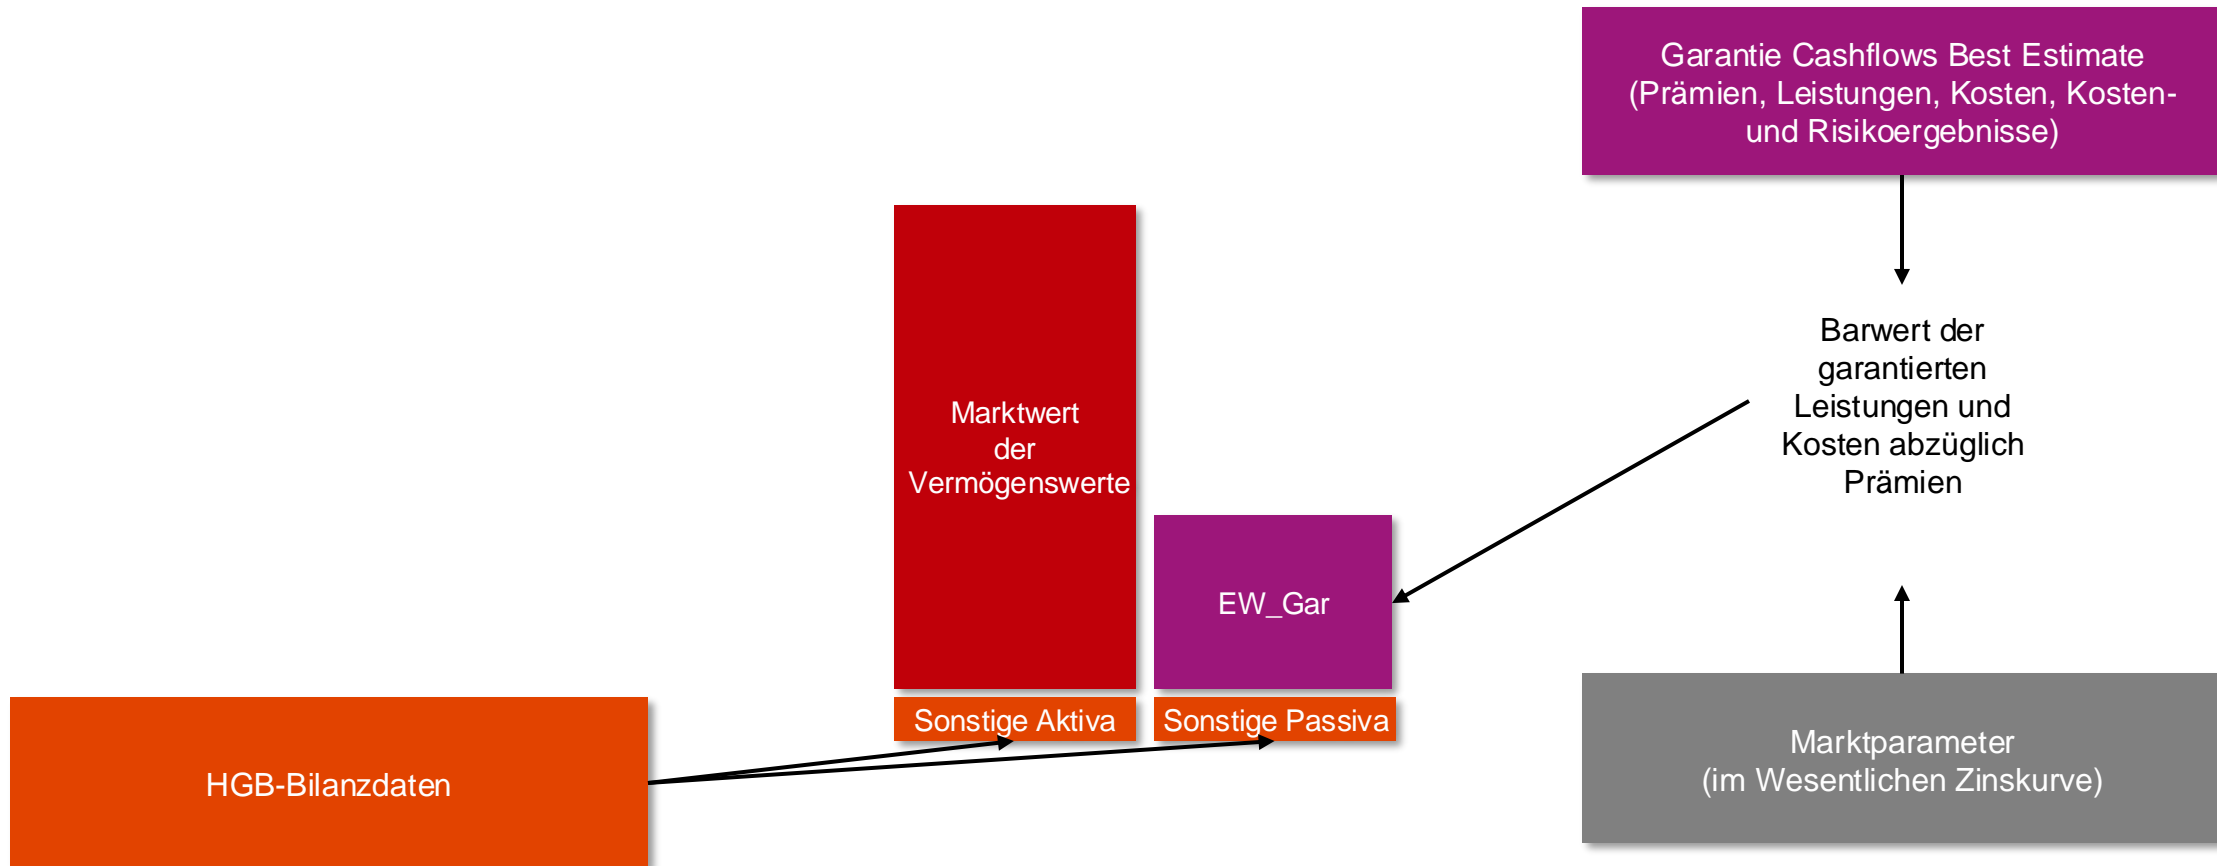 Garantie Cashflows Best Estimate
(Prämien, Leistungen, Kosten, Kosten-
und Risikoergebnisse)
Barwert der
garantierten
Leistungen und
Kosten abzüglich
Prämien
Marktwert
der
Vermögenswerte
EW_Gar
Sonstige Aktiva
Sonstige Passiva
HGB-Bilanzdaten
Marktparameter
(im Wesentlichen Zinskurve)